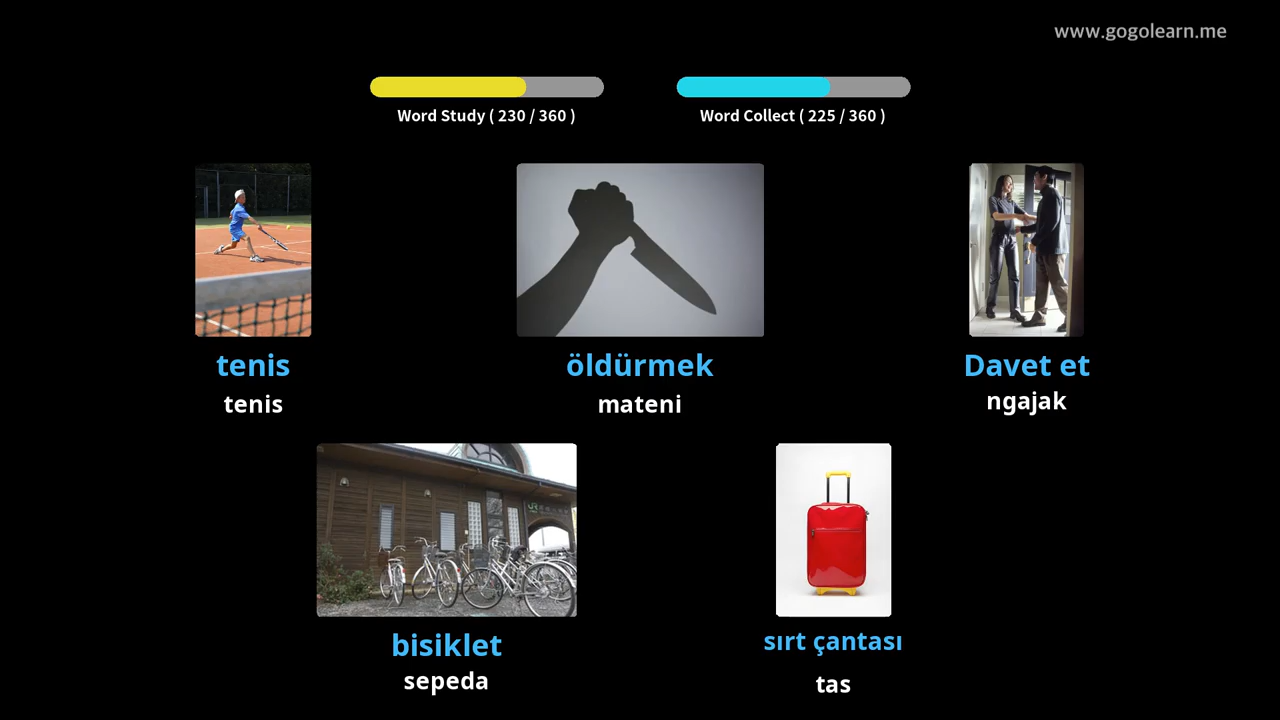 www.gogolearn.me
Word Study ( 230 / 360 )
Word Collect ( 225 / 360 )
tenis
tenis
öldürmek
mateni
Davet et
ngajak
bisiklet
sepeda
sırt çantası
tas